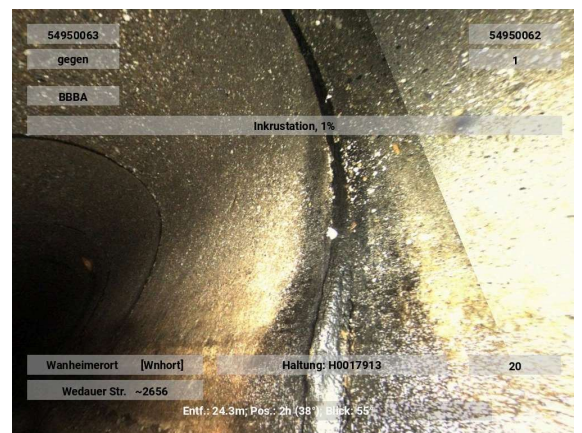 54950063 54950062
gegen 1
BBBA
Inkrustation, 1%
Wanheimerort [Wnhort] Haltung: H0017913 20
Wedauer Str. ~2656
Entf.: 24.3m; Pos.: 2h (38°); Blick: 55°